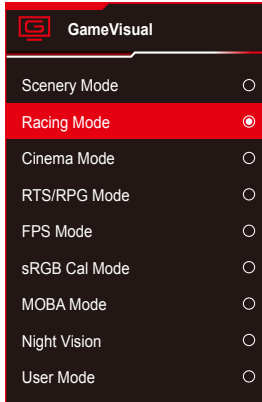 GameVisual
Scenery Mode
Racing Mode
Cinema Mode
RTS/RPG Mode
FPS Mode
sRGB Cal Mode
MOBA Mode
Night Vision
User Mode